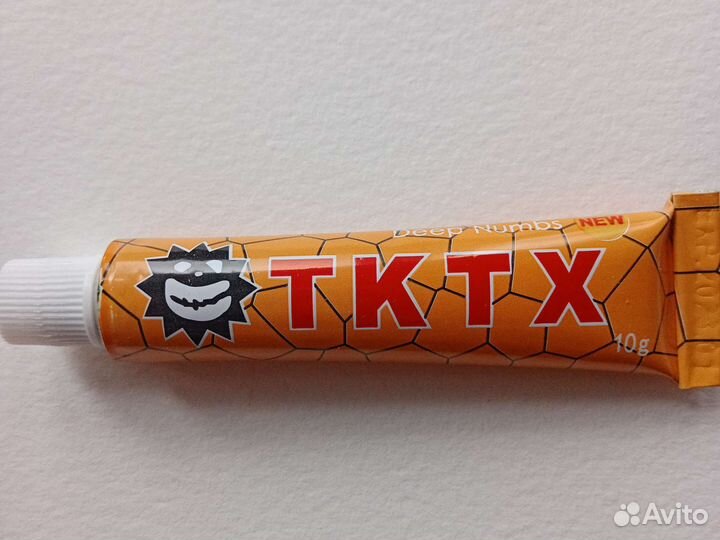 Deep Numbs NEW
TKTX
10g
Avito